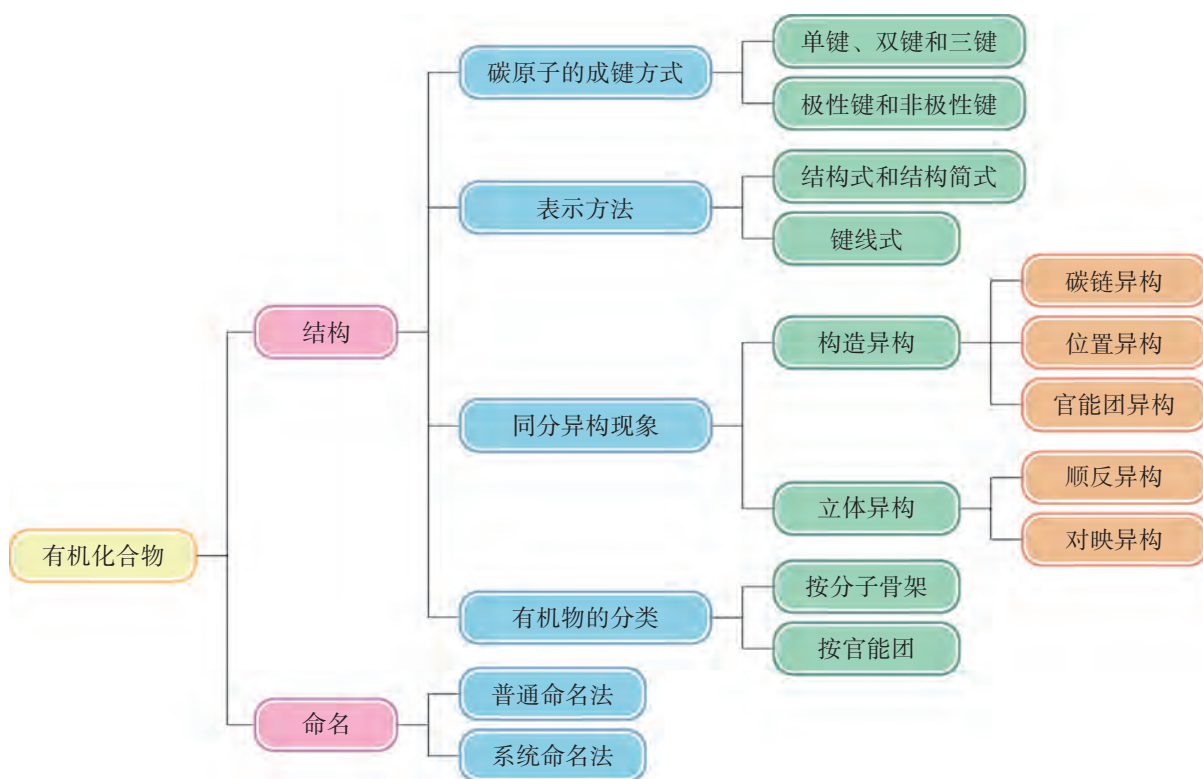 有机化合物
结构
碳原子的成键方式
单键、双键和三键
极性键和非极性键
表示方法
结构式和结构简式
键线式
同分异构现象
构造异构
碳链异构
位置异构
官能团异构
立体异构
顺反异构
对映异构
有机物的分类
按分子骨架
按官能团
命名
普通命名法
系统命名法